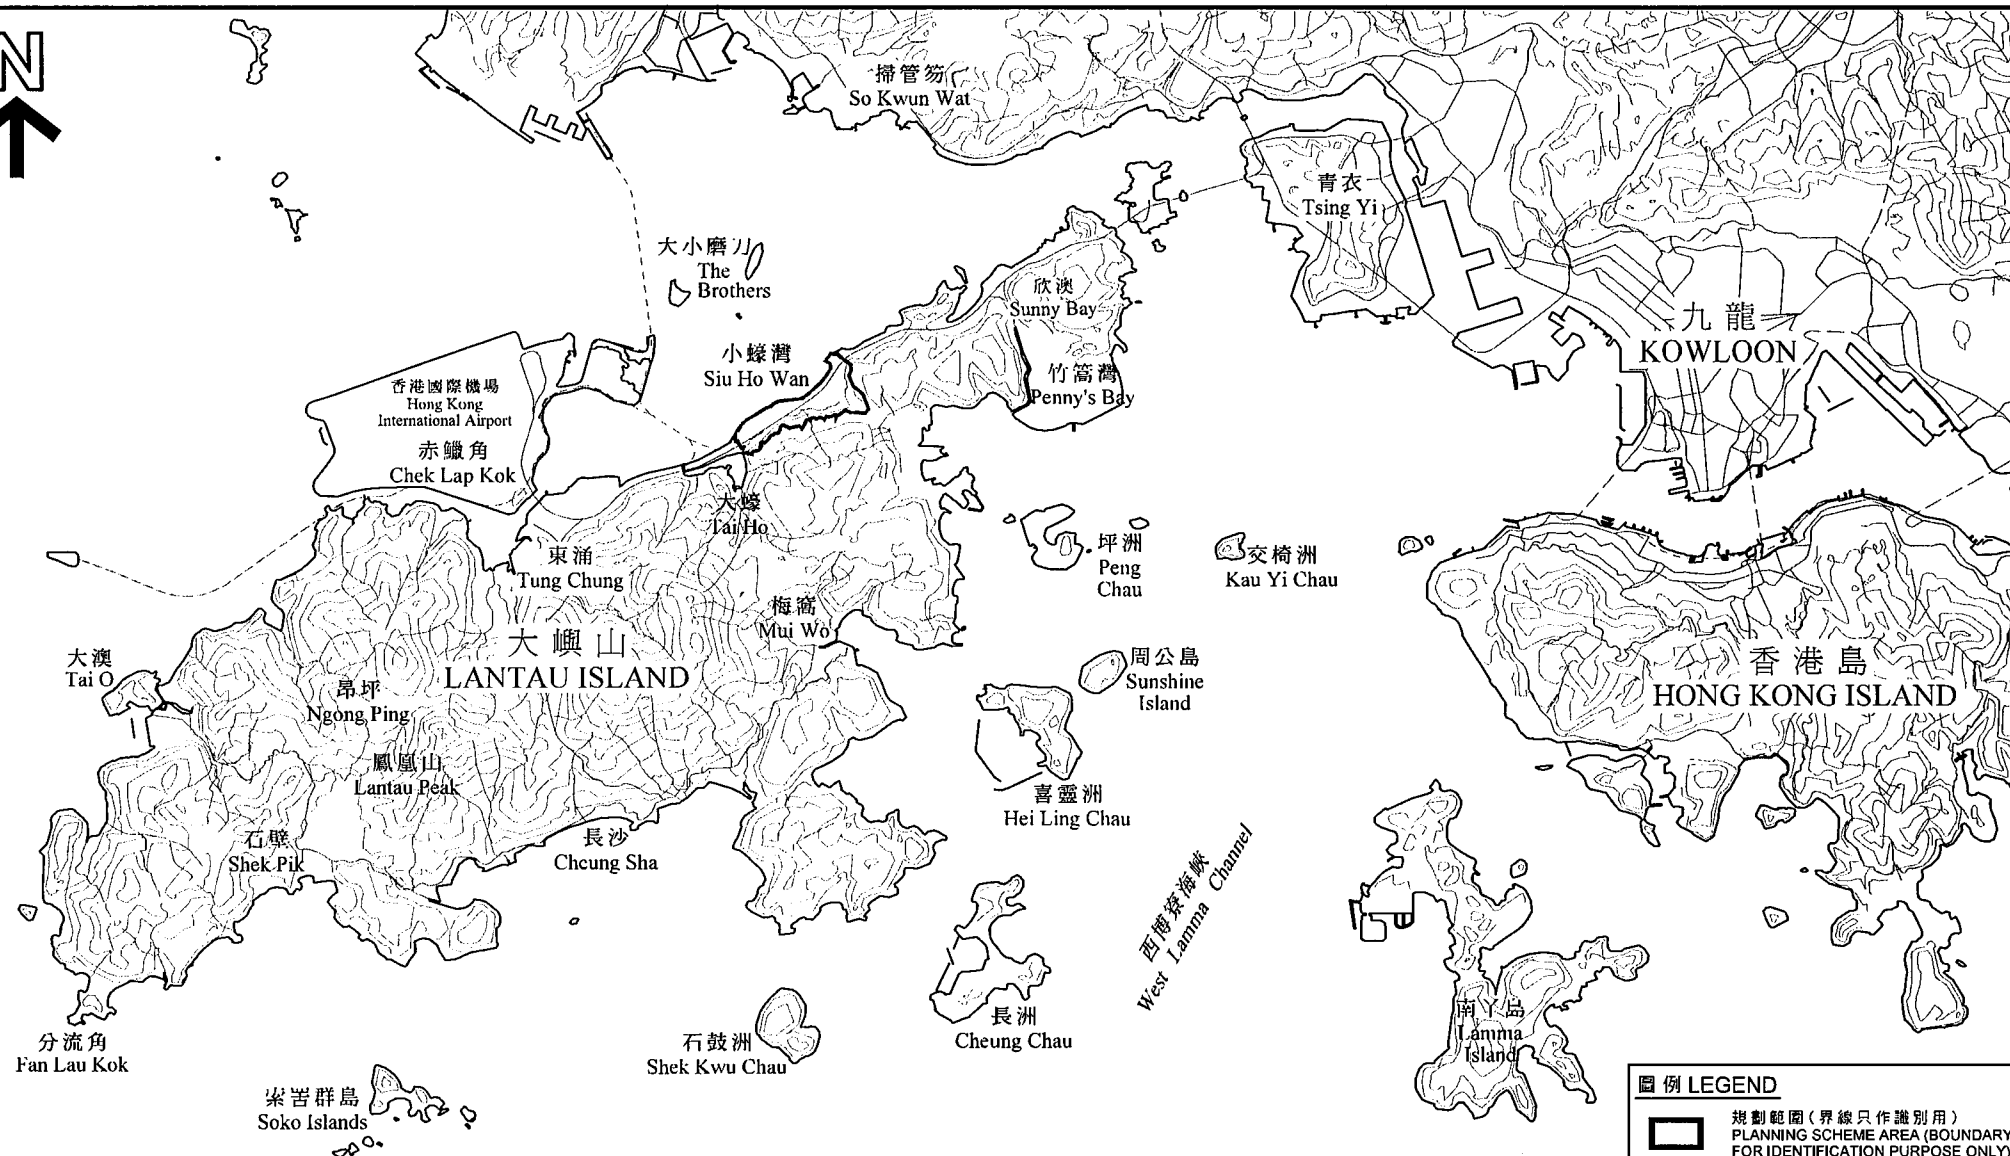 N
掃管笏
So Kwun Wat
青衣
Tsing Yi
大小磨刀
The
Brothers
欣澳
Sunny Bay
九龍
KOWLOON
小蠔灣
Siu Ho Wan
竹篙灣
Penny's Bay
香港國際機場
Hong Kong
International Airport
赤鱲角
Chek Lap Kok
大蠔
Tai Ho
東涌
Tung Chung
坪洲
Peng
Chau
交椅洲
Kau Yi Chau
梅窩
Mui Wo
大嶼山
LANTAU ISLAND
大澳
Tai O
昂坪
Ngong Ping
周公島
Sunshine
Island
香港島
HONG KONG ISLAND
鳳凰山
Lantau Peak
喜靈洲
Hei Ling Chau
石壁
Shek Pik
長沙
Cheung Sha
西博寮海峽
West Lamma Channel
長洲
Cheung Chau
南丫島
Lamma
Island
分流角
Fan Lau Kok
石鼓洲
Shek Kwu Chau
索罟群島
Soko Islands
圖例 LEGEND
規劃範圍(界線只作識別用)
PLANNING SCHEME AREA (BOUNDARY
FOR IDENTIFICATION PURPOSE ONLY)